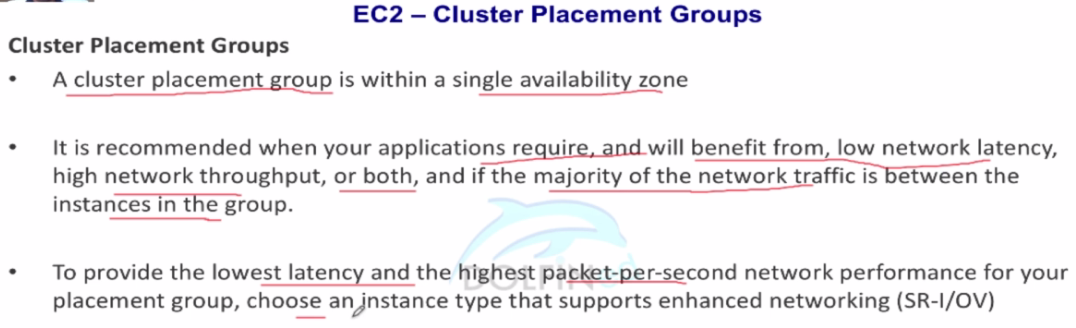 EC2 – Cluster Placement Groups
Cluster Placement Groups
• A cluster placement group is within a single availability zone
• It is recommended when your applications require, and will benefit from, low network latency,
high network throughput, or both, and if the majority of the network traffic is between the
instances in the group.
• To provide the lowest latency and the highest packet-per-second network performance for your
DOLFIN
placement group, choose an instance type that supports enhanced networking (SR-I/OV)